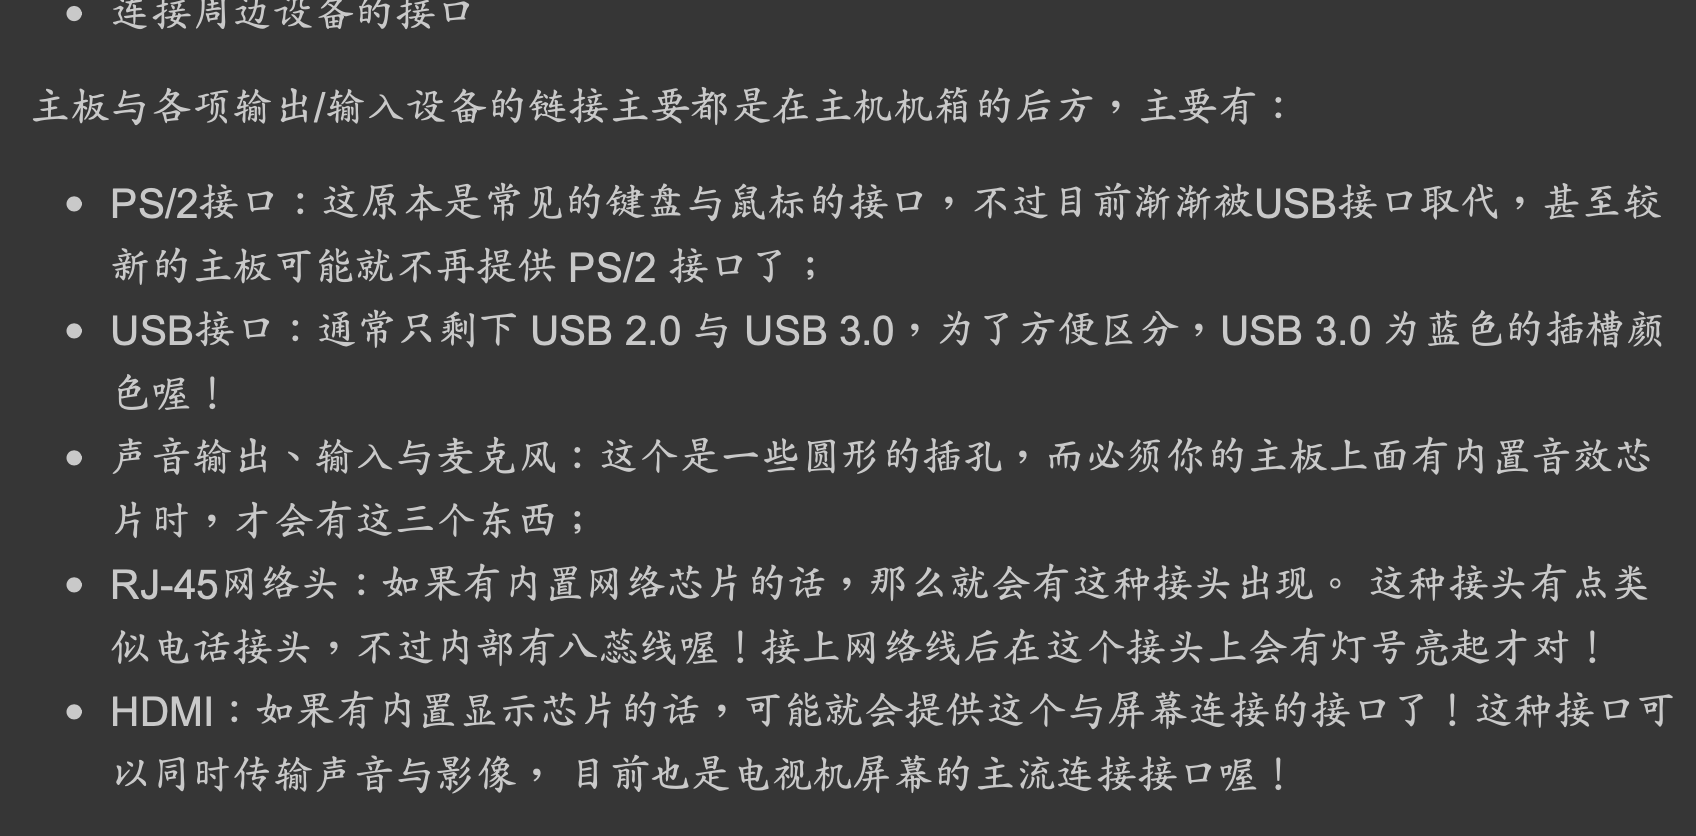 • 连接周边设备的接口
主板与各项输出/输入设备的链接主要都是在主机机箱的后方，主要有：
• PS/2接口：这原本是常见的键盘与鼠标的接口，不过目前渐渐被USB接口取代，甚至较
新的主板可能就不再提供 PS/2 接口了；
• USB接口：通常只剩下 USB 2.0 与 USB 3.0，为了方便区分，USB 3.0 为蓝色的插槽颜
色喔！
• 声音输出、输入与麦克风：这个是一些圆形的插孔，而必须你的主板上面有内置音效芯
片时，才会有这三个东西；
• RJ-45网络头：如果有内置网络芯片的话，那么就会有这种接头出现。 这种接头有点类
似电话接头，不过内部有八蕊线喔！接上网络线后在这个接头上会有灯号亮起才对！
• HDMI：如果有内置显示芯片的话，可能就会提供这个与屏幕连接的接口了！这种接口可
以同时传输声音与影像， 目前也是电视机屏幕的主流连接接口喔！